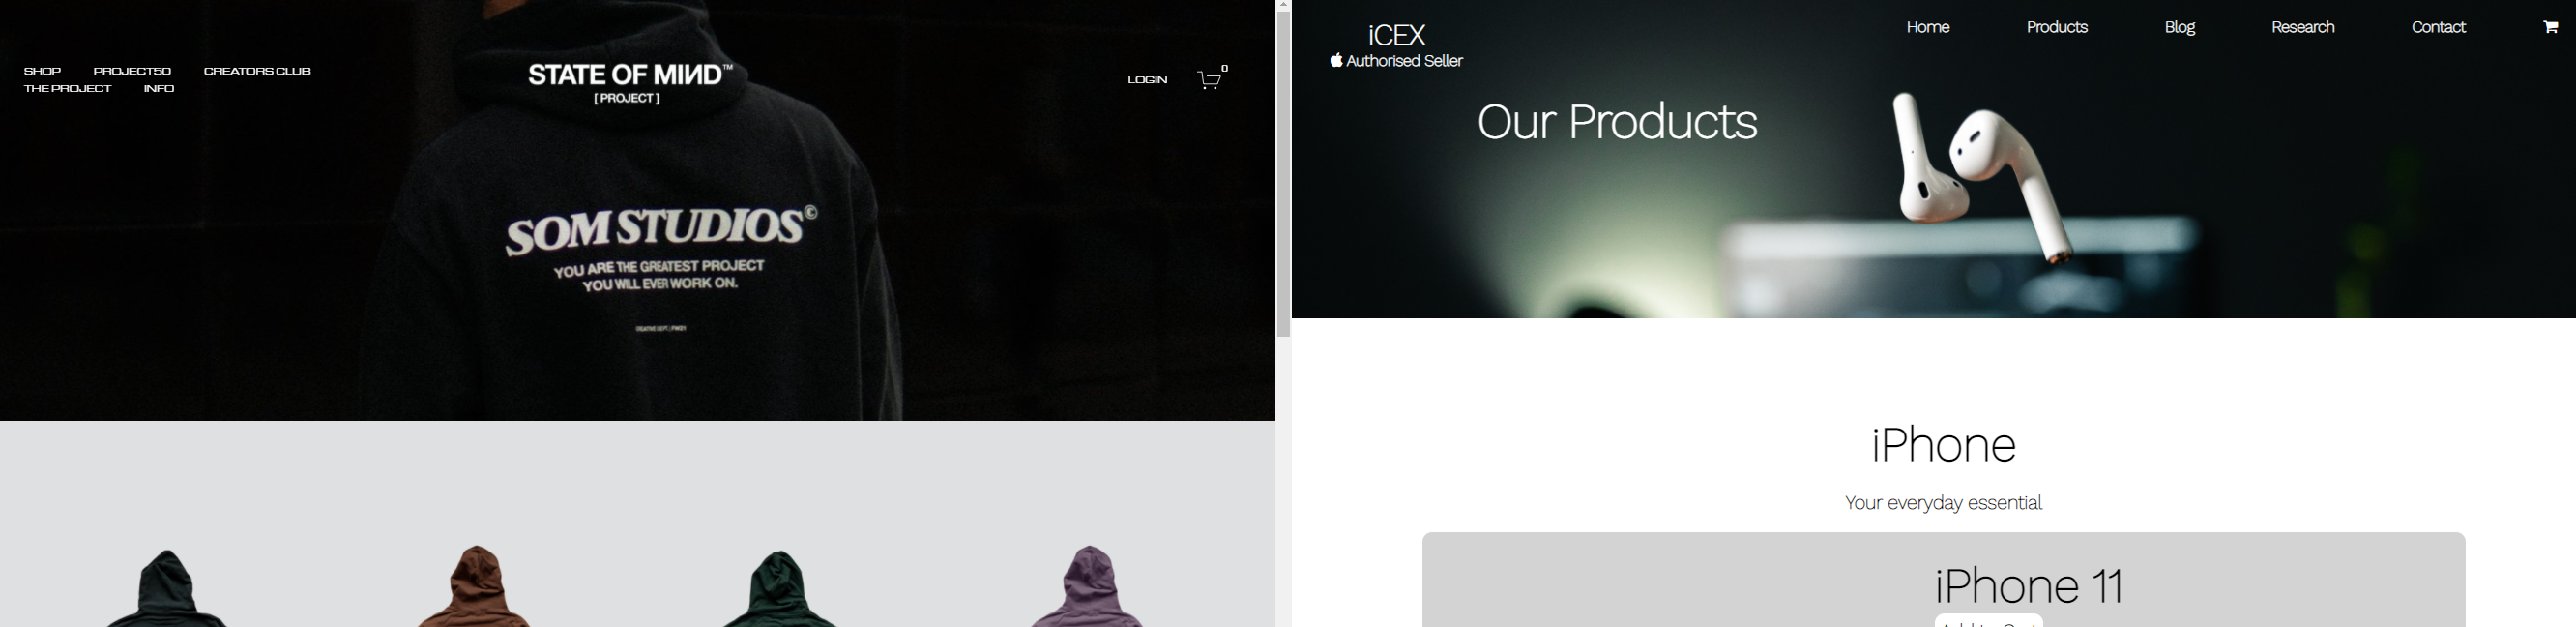 SHOP PROJECT50 CREATORS CLUB
THE PROJECT INFO
STATE OF MIИD™
[ PROJECT ]
LOGIN
0
SOM STUDIOS©
YOU ARE THE GREATEST PROJECT
YOU WILL EVER WORK ON.
iCEX
Authorised Seller
Home Products Blog Research Contact
Our Products
iPhone
Your everyday essential
iPhone 11